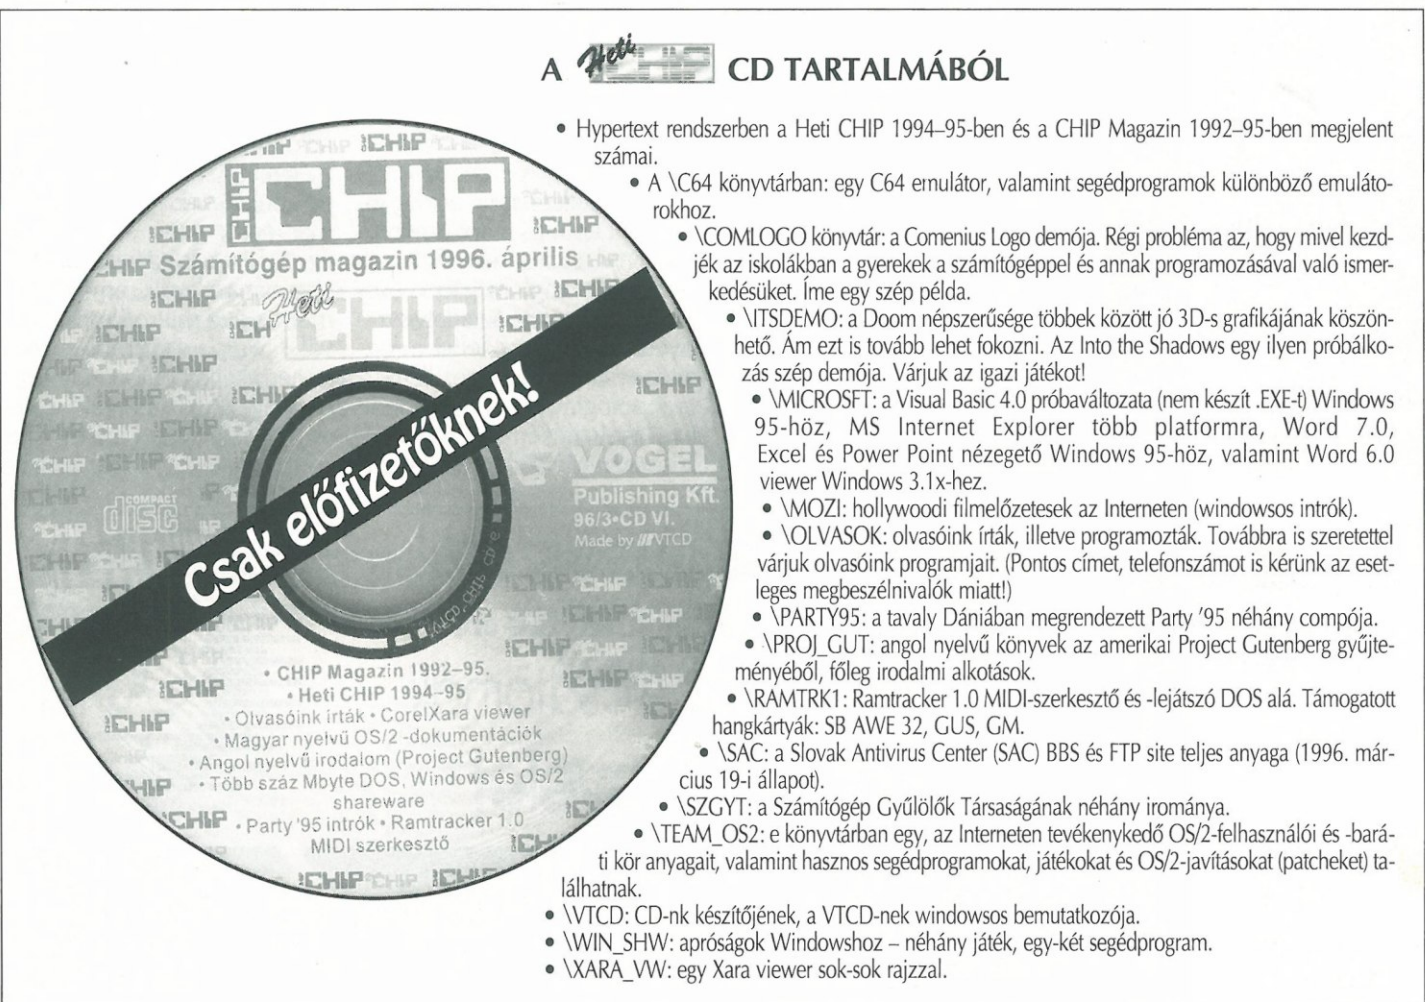 A Heti CHIP CD TARTALMÁBÓL
• Hypertext rendszerben a Heti CHIP 1994–95-ben és a CHIP Magazin 1992–95-ben megjelent
számai.
• A \C64 könyvtárban: egy C64 emulátor, valamint segédprogramok különböző emuláto-
rokhoz.
• \COMLOGO könyvtár: a Comenius Logo demója. Régi probléma az, hogy mivel kezd-
jék az iskolákban a gyerekek a számítógéppel és annak programozásával való ismer-
kedésüket. Íme egy szép példa.
• \ITSDEMO: a Doom népszerűsége többek között jó 3D-s grafikájának köszön-
hető. Ám ezt is tovább lehet fokozni. Az Into the Shadows egy ilyen próbálko-
zás szép demója. Várjuk az igazi játékot!
• \MICROSFT: a Visual Basic 4.0 próbaváltozata (nem készít .EXE-t) Windows
95-höz, MS Internet Explorer több platformra, Word 7.0,
Excel és Power Point nézegető Windows 95-höz, valamint Word 6.0
viewer Windows 3.1x-hez.
• \MOZI: hollywoodi filmelőzetesek az Interneten (windowsos intrók).
• \OLVASOK: olvasóink írták, illetve programozták. Továbbra is szeretettel
várjuk olvasóink programjait. (Pontos címet, telefonszámot is kérünk az eset-
leges megbeszélnivalók miatt!)
• \PARTY95: a tavaly Dániában megrendezett Party '95 néhány compója.
• \PROJ_GUT: angol nyelvű könyvek az amerikai Project Gutenberg gyűjte-
ményéből, főleg irodalmi alkotások.
• \RAMTRK1: Ramtracker 1.0 MIDI-szerkesztő és -lejátszó DOS alá. Támogatott
hangkártyák: SB AWE 32, GUS, GM.
• \SAC: a Slovak Antivirus Center (SAC) BBS és FTP site teljes anyaga (1996. már-
cius 19-i állapot).
• \SZGYT: a Számítógép Gyűlölők Társaságának néhány irománya.
• \TEAM_OS2: e könyvtárban egy, az Interneten tevékenykedő OS/2-felhasználói és -bará-
ti kör anyagait, valamint hasznos segédprogramokat, játékokat és OS/2-javításokat (patcheket) ta-
lálhatnak.
• \VTCD: CD-nk készítőjének, a VTCD-nek windowsos bemutatkozója.
• \WIN_SHW: apróságok Windowshoz – néhány játék, egy-két segédprogram.
• \XARA_VW: egy Xara viewer sok-sok rajzzal.
CHIP CHIP
Számítógép magazin 1996. április
Heti CHIP
Csak előfizetőknek!
COMPACT disc
VOGEL
Publishing Kft.
96/3•CD VI.
Made by VTCD
• CHIP Magazin 1992–95.
• Heti CHIP 1994–95
• Olvasóink írták • CorelXara viewer
• Magyar nyelvű OS/2 -dokumentációk
• Angol nyelvű irodalom (Project Gutenberg)
• Több száz Mbyte DOS, Windows és OS/2
shareware
• Party '95 intrók • Ramtracker 1.0
MIDI szerkesztő